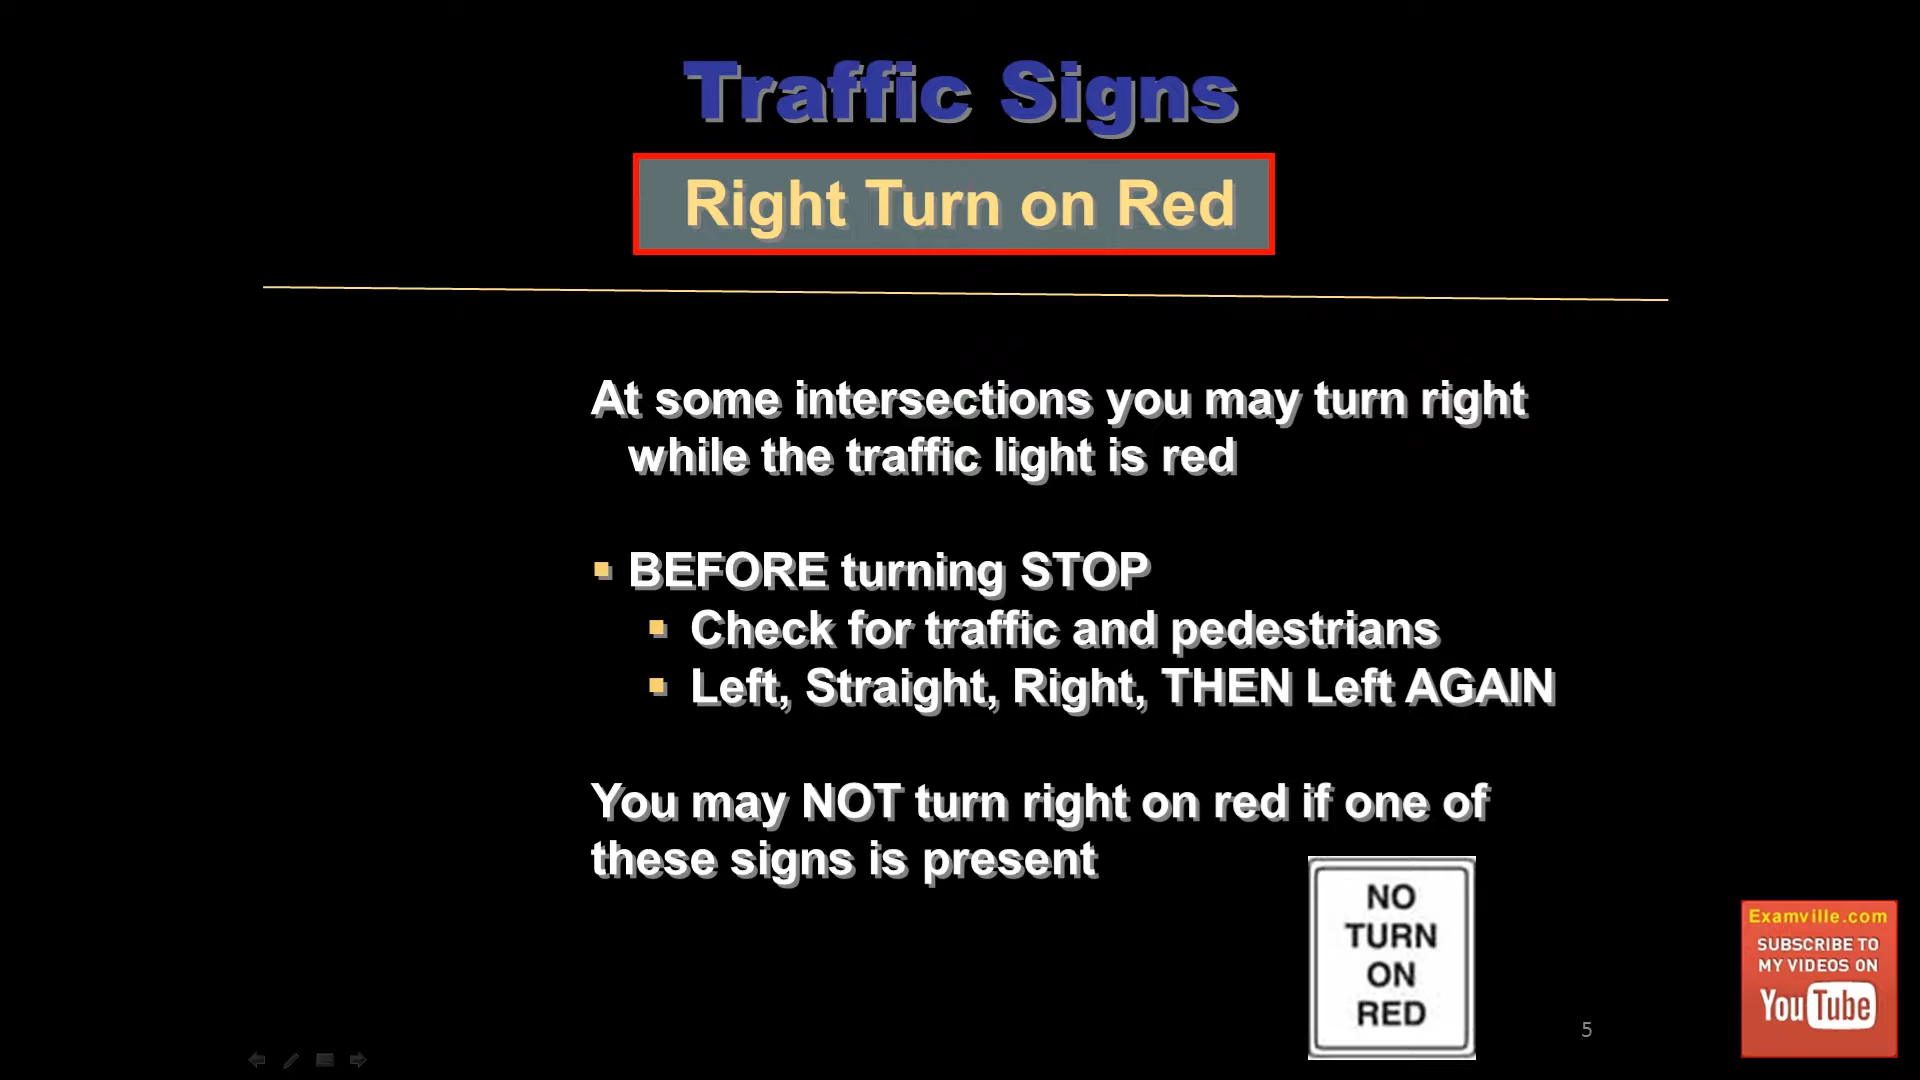 Traffic Signs
Right Turn on Red
At some intersections you may turn right
while the traffic light is red
BEFORE turning STOP
Check for traffic and pedestrians
Left, Straight, Right, THEN Left AGAIN
You may NOT turn right on red if one of
these signs is present
NO
TURN
ON
RED
5
Examville.com
SUBSCRIBE TO
MY VIDEOS ON
YouTube